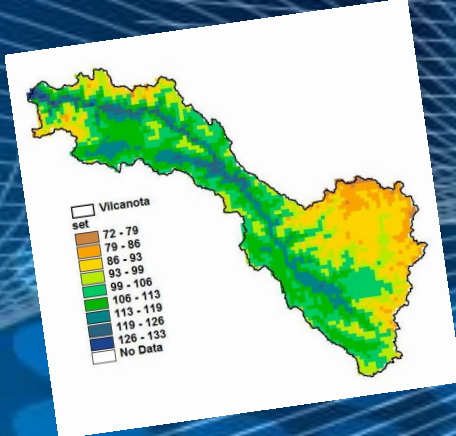 Vilcanota
set
72 - 79
79 - 86
86 - 93
93 - 99
99 - 106
106 - 113
113 - 119
119 - 126
126 - 133
No Data